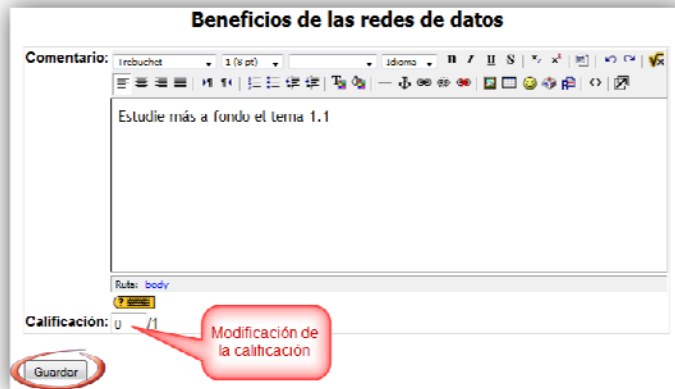 Beneficios de las redes de datos
Comentario: Trebuchet 1 (8 pt) Idioma B I U S
Estudie más a fondo el tema 1.1
Ruta: body
Calificación: 0 /1
Modificación de
la calificación
Guardar